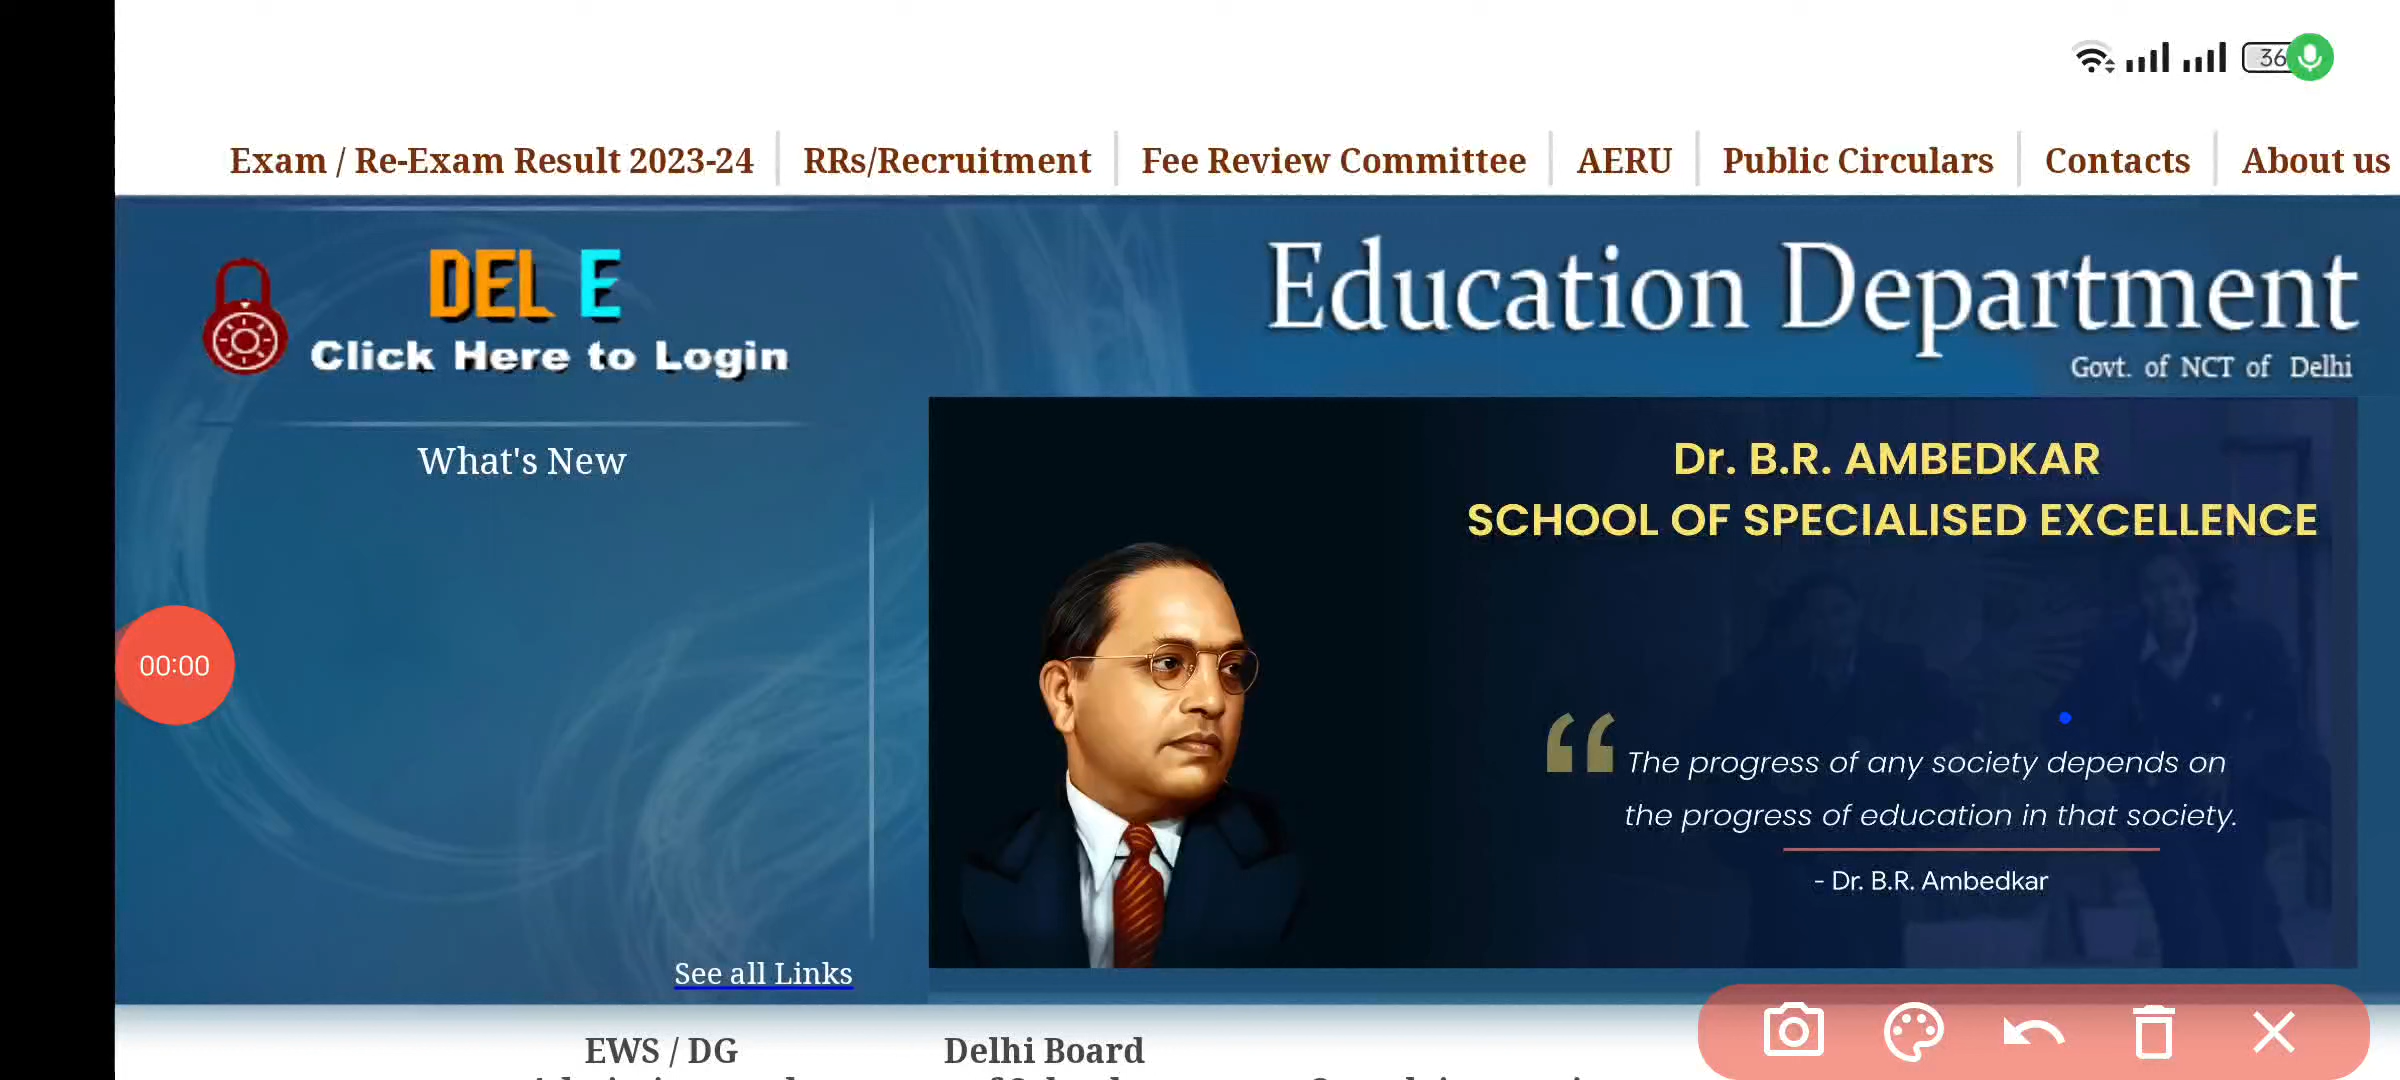 36
Exam / Re-Exam Result 2023-24
RRs/Recruitment
Fee Review Committee
AERU
Public Circulars
Contacts
About us
DEL E
Click Here to Login
Education Department
Govt. of NCT of Delhi
What's New
Dr. B.R. AMBEDKAR
SCHOOL OF SPECIALISED EXCELLENCE
00:00
“The progress of any society depends on
the progress of education in that society.
- Dr. B.R. Ambedkar
See all Links
EWS / DG
Delhi Board